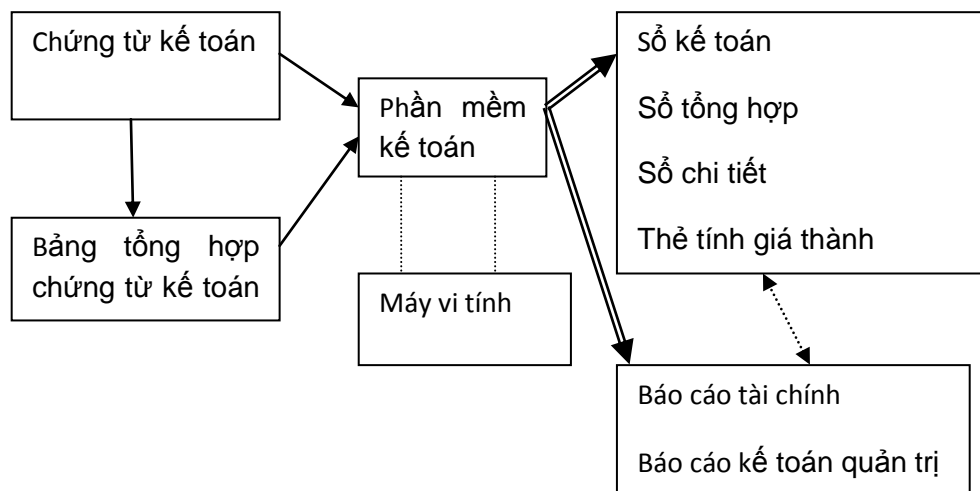 Chứng từ kế toán
Bảng tổng hợp
chứng từ kế toán
Phần mềm
kế toán
Máy vi tính
Sổ kế toán
Sổ tổng hợp
Sổ chi tiết
Thẻ tính giá thành
Báo cáo tài chính
Báo cáo kế toán quản trị